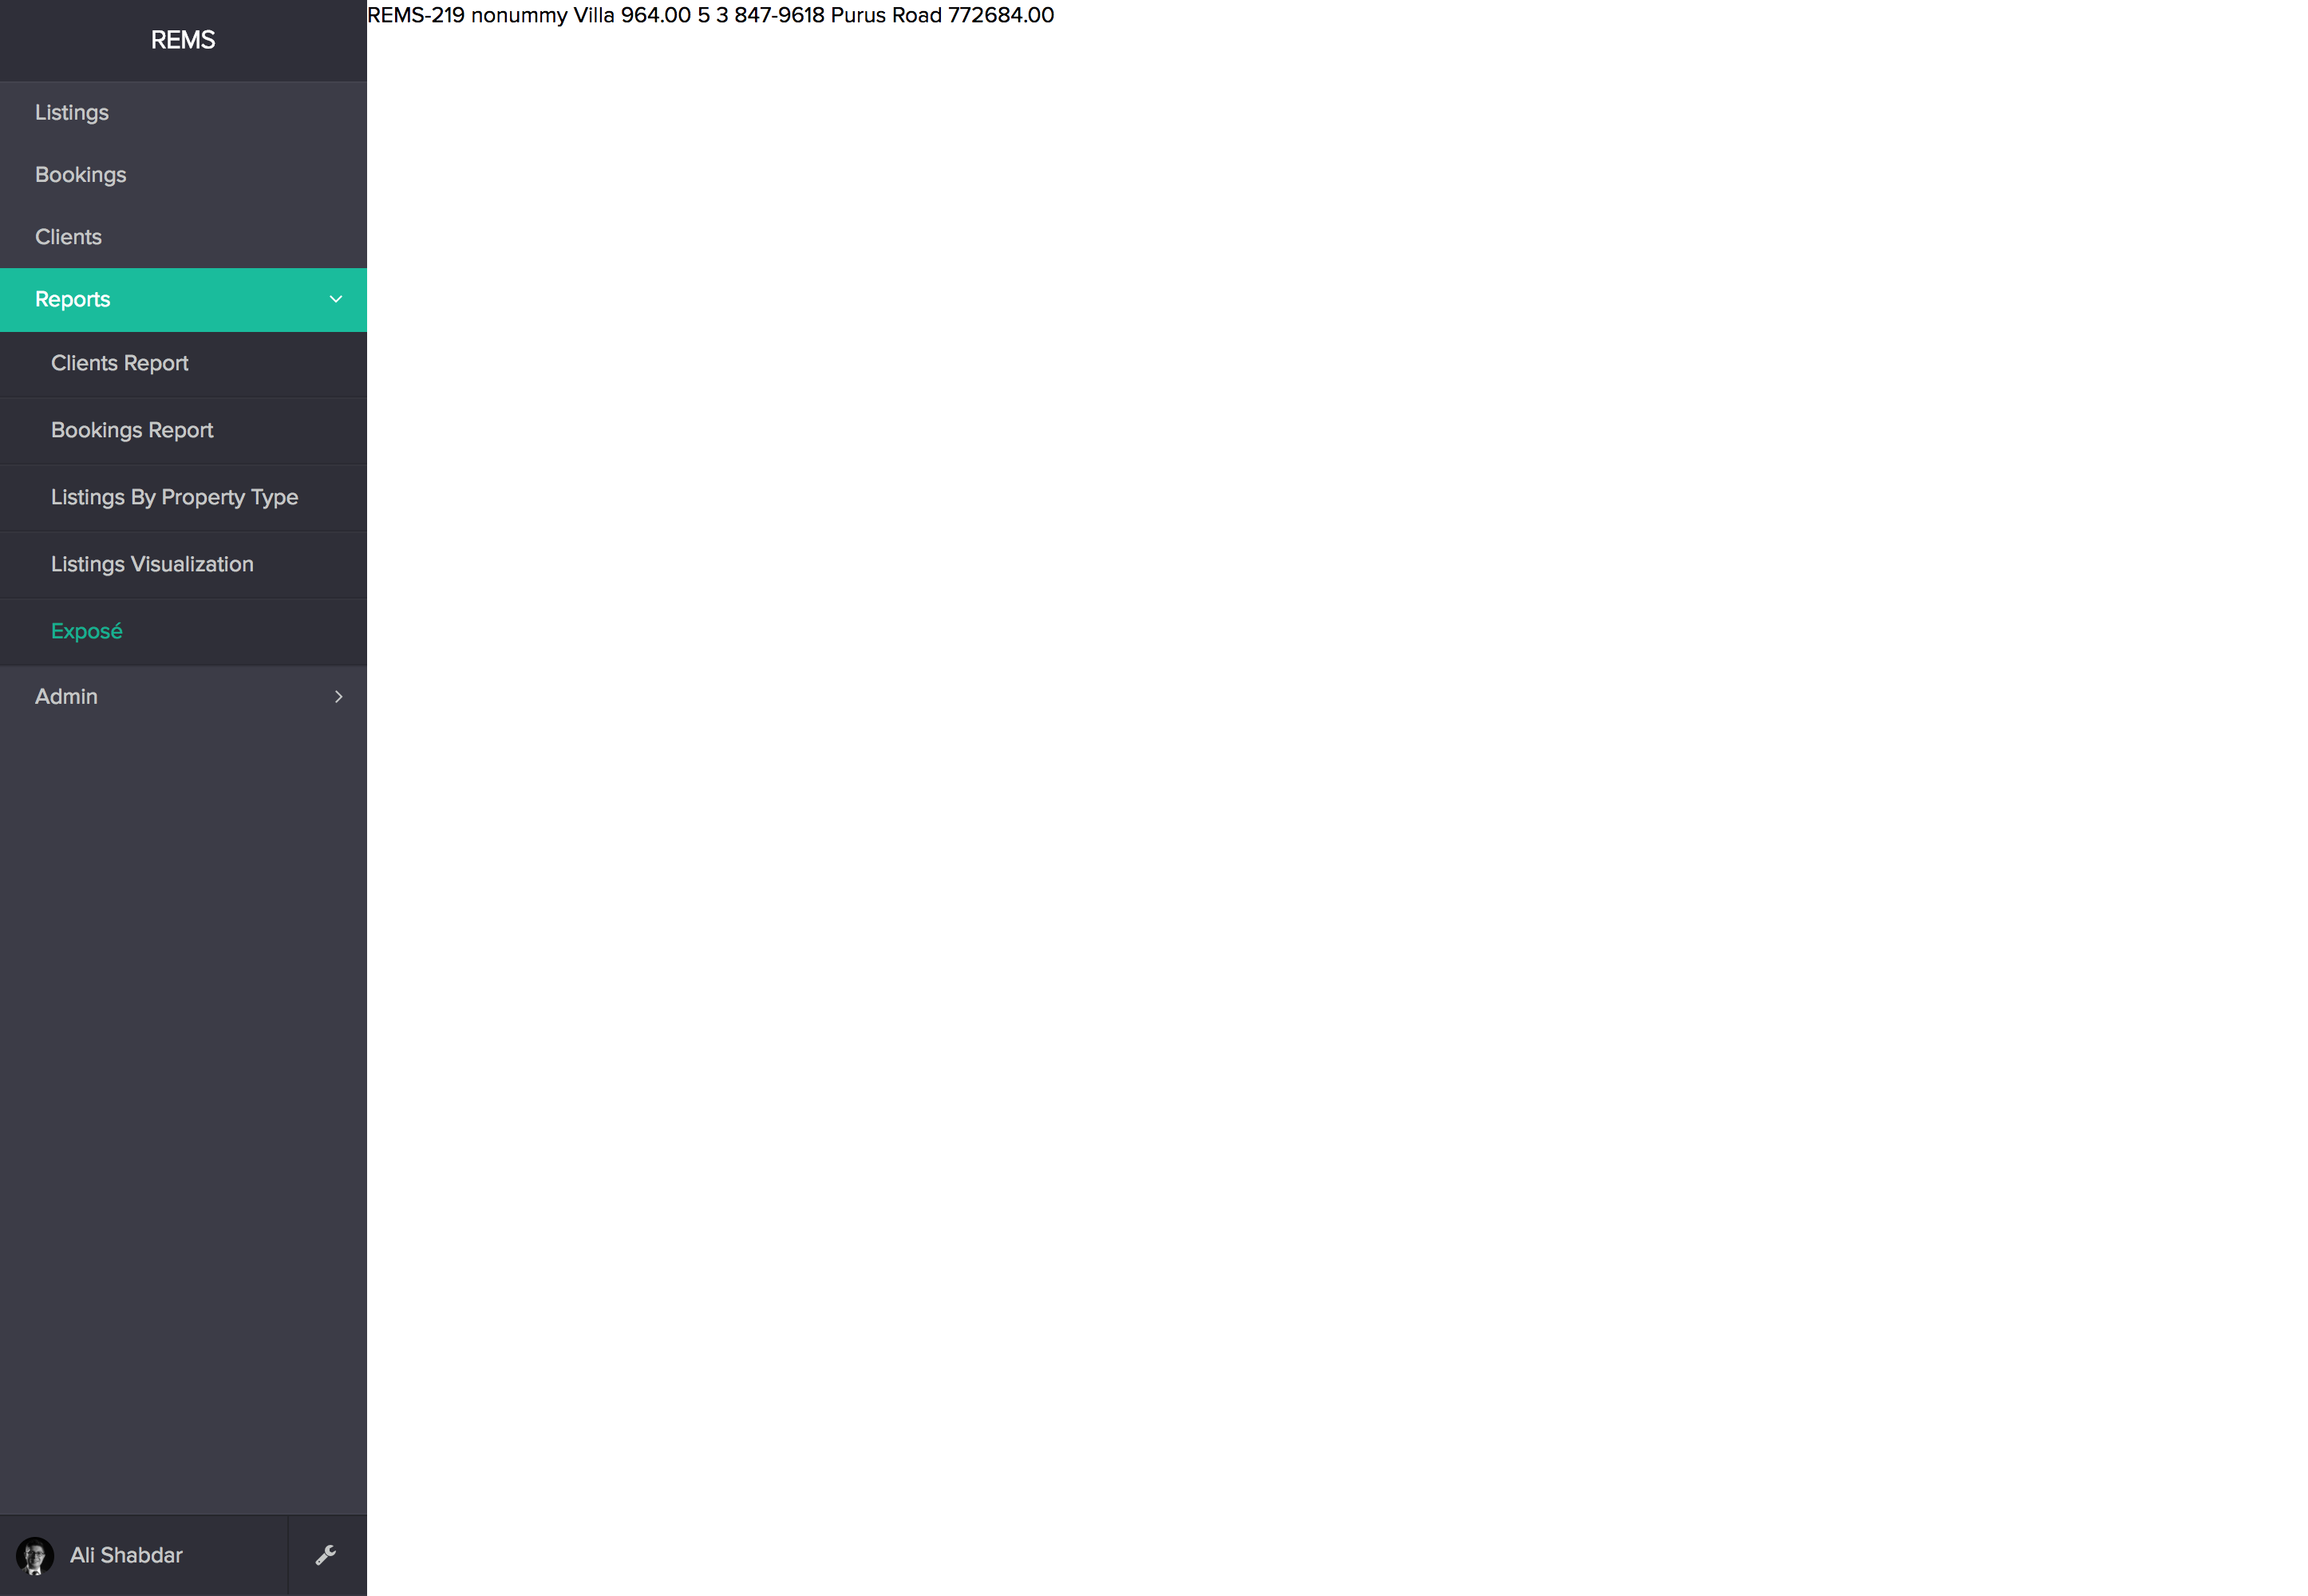 REMS
Listings
Bookings
Clients
Reports
Clients Report
Bookings Report
Listings By Property Type
Listings Visualization
Exposé
Admin
Ali Shabdar
REMS-219 nonummy Villa 964.00 5 3 847-9618 Purus Road 772684.00